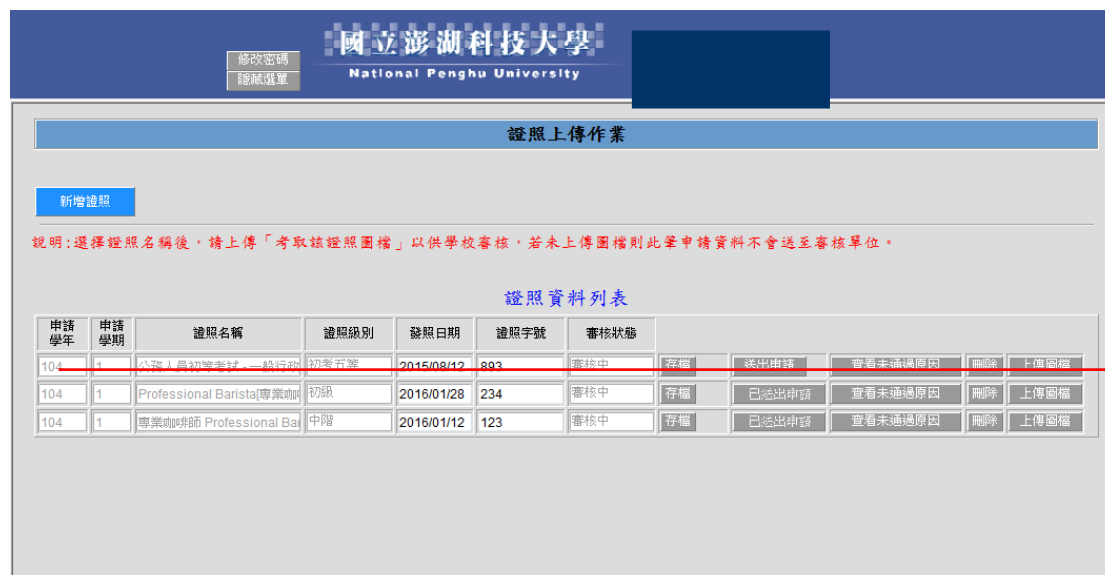 修改密碼
隱藏選單
國立澎湖科技大學
National Penghu University
證照上傳作業
新增證照
說明:選擇證照名稱後，請上傳「考取該證照圖檔」以供學校審核，若未上傳圖檔則此筆申請資料不會送至審核單位。
證照資料列表
申請學年 申請學期 證照名稱 證照級別 發照日期 證照字號 審核狀態
104 1 公務人員初等考試 - 一般行政 初考五等 2015/08/12 893 審核中 存檔 送出申請 查看未通過原因 刪除 上傳圖檔
104 1 Professional Barista[專業咖 初級 2016/01/28 234 審核中 存檔 已送出申請 查看未通過原因 刪除 上傳圖檔
104 1 專業咖啡師 Professional Bar 中階 2016/01/12 123 審核中 存檔 已送出申請 查看未通過原因 刪除 上傳圖檔